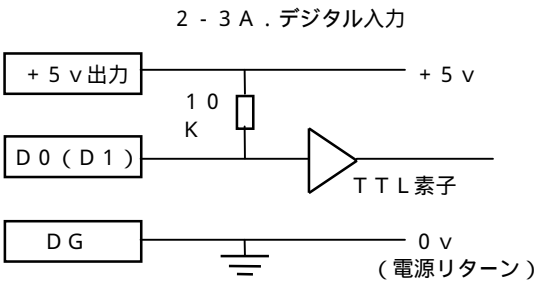 ２-３Ａ．デジタル入力
＋５ｖ出力
＋５ｖ
１０
Ｋ
Ｄ０（Ｄ１）
ＴＴＬ素子
ＤＧ
０ｖ
（電源リターン）